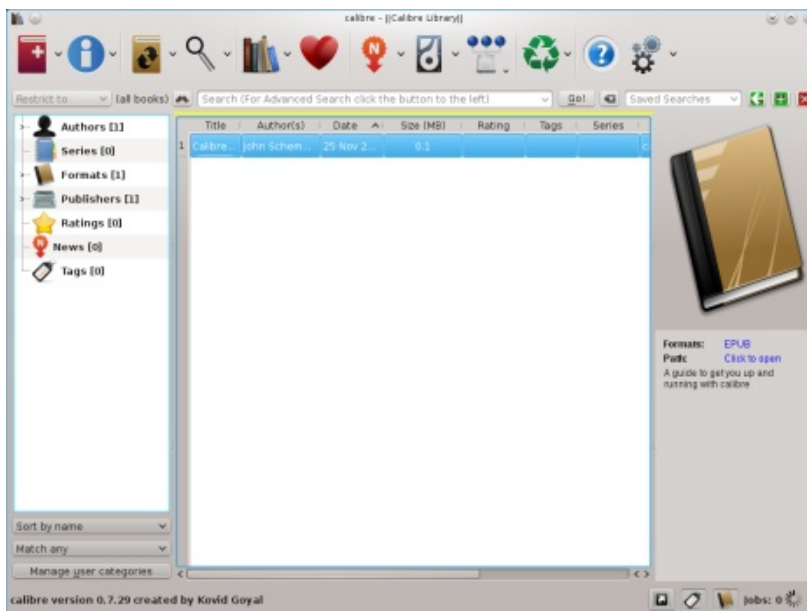 calibre - ||Calibre Library||
Restrict to (all books) Search (For Advanced Search click the button to the left) Go! Saved Searches
Authors [1]
Series [0]
Formats [1]
Publishers [1]
Ratings [0]
News [0]
Tags [0]
Title Author(s) Date Size (MB) Rating Tags Series
1 Calibre... John Schem... 25 Nov 2... 0.1
Formats: EPUB
Path: Click to open
A guide to get you up and
running with calibre
Sort by name
Match any
Manage user categories
calibre version 0.7.29 created by Kovid Goyal
Jobs: 0